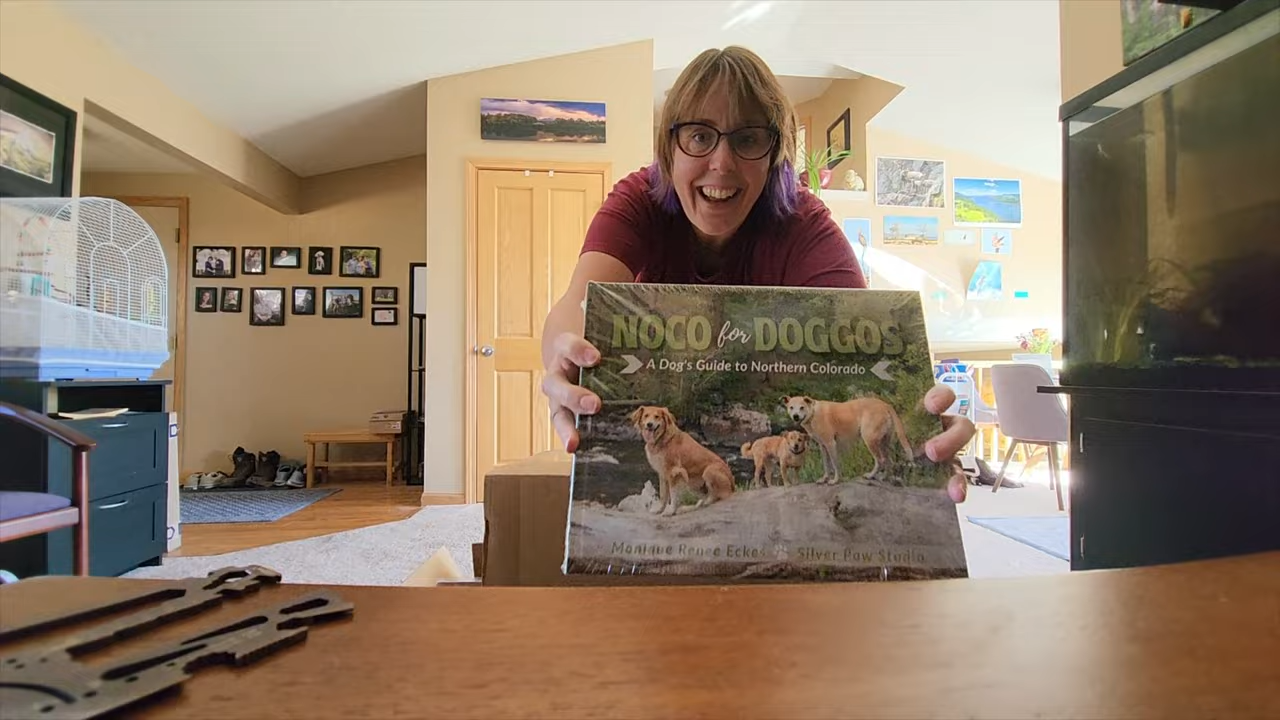 NOCO for DOGGOS
A Dog's Guide to Northern Colorado
Monique Renee Eckes Silver Paw Studio